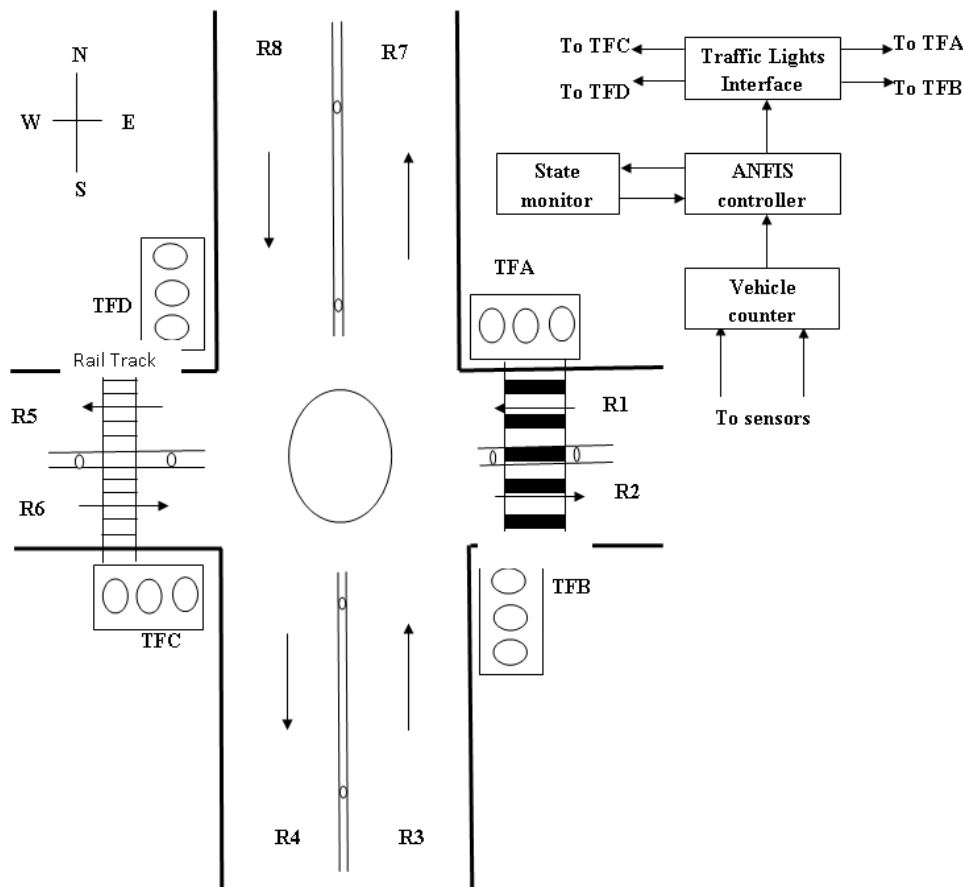 N
W
E
S
R8
R7
To TFC
To TFD
Traffic Lights
Interface
To TFA
To TFB
State
monitor
ANFIS
controller
Vehicle
counter
To sensors
TFD
TFA
Rail Track
R5
R1
R6
R2
TFC
TFB
R4
R3